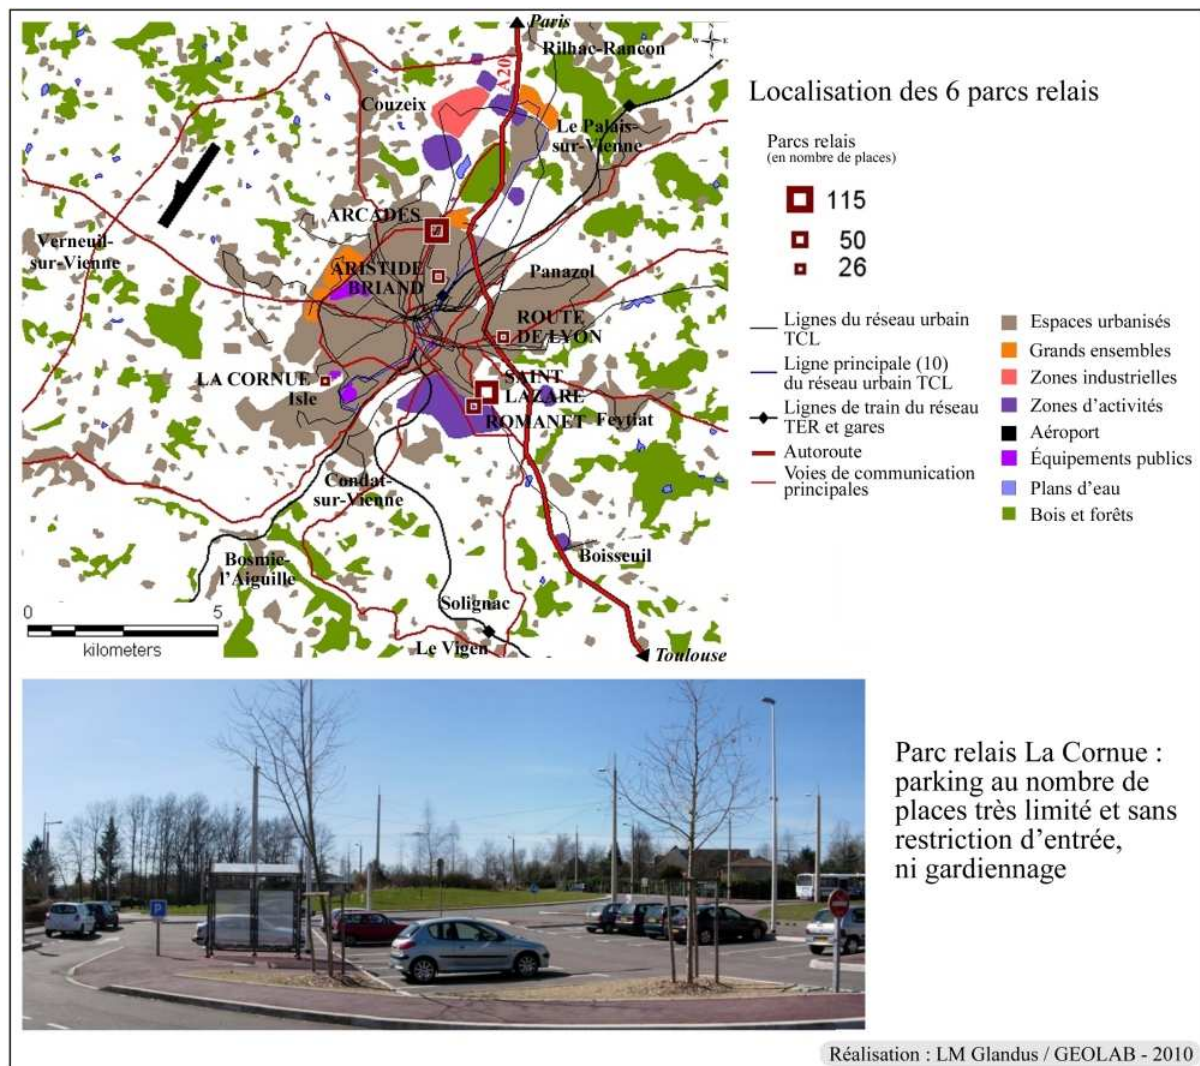 Paris
Rilhac-Rancon
N
W E
S
A20
Couzeix
Le Palais-
sur-Vienne
ARCADES
Verneuil-
sur-Vienne
ARISTIDE
BRIAND
Panazol
ROUTE
DE LYON
LA CORNUE
Isle
SAINT
LAZARE
ROMANET
Feytiat
Condat-
sur-Vienne
Bosmie-
l'Aiguille
Boisseuil
Solignac
Le Vigen
Toulouse
0 5
kilometers
Localisation des 6 parcs relais
Parcs relais
(en nombre de places)
115
50
26
Lignes du réseau urbain
TCL
Ligne principale (10)
du réseau urbain TCL
Lignes de train du réseau
TER et gares
Autoroute
Voies de communication
principales
Espaces urbanisés
Grands ensembles
Zones industrielles
Zones d'activités
Aéroport
Équipements publics
Plans d'eau
Bois et forêts
P
Parc relais La Cornue :
parking au nombre de
places très limité et sans
restriction d'entrée,
ni gardiennage
Réalisation : LM Glandus / GEOLAB - 2010